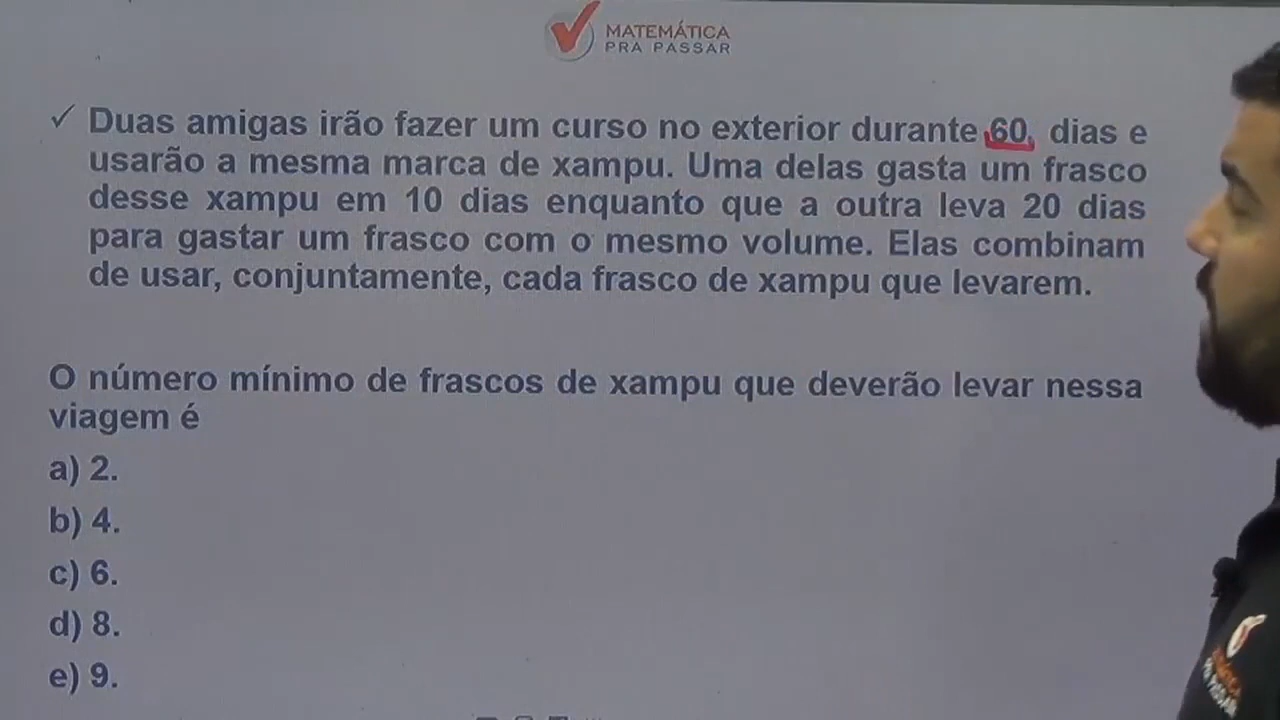 MATEMÁTICA
PRA PASSAR
✓ Duas amigas irão fazer um curso no exterior durante 60 dias e
usarão a mesma marca de xampu. Uma delas gasta um frasco
desse xampu em 10 dias enquanto que a outra leva 20 dias
para gastar um frasco com o mesmo volume. Elas combinam
de usar, conjuntamente, cada frasco de xampu que levarem.
O número mínimo de frascos de xampu que deverão levar nessa
viagem é
a) 2.
b) 4.
c) 6.
d) 8.
e) 9.